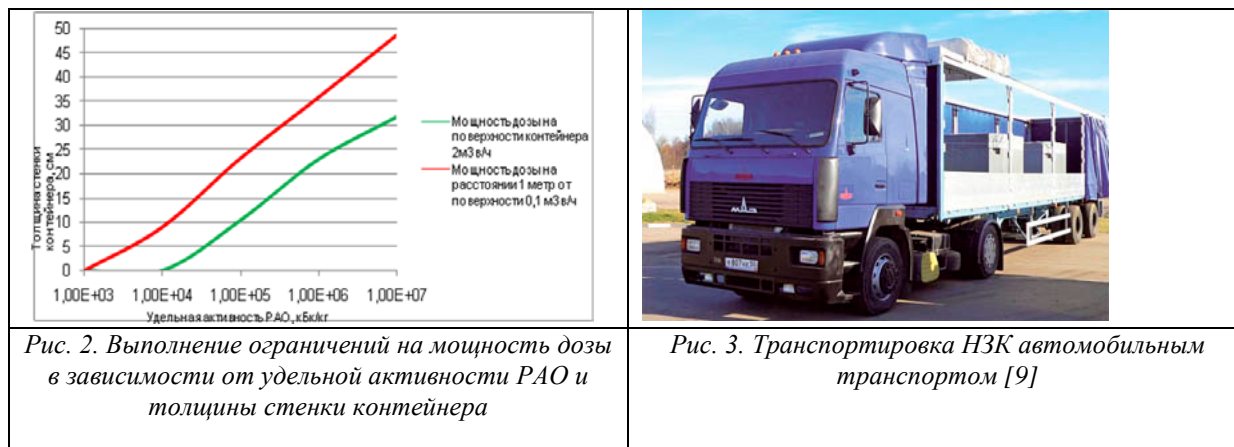 50
45
40
35
30
25
20
15
10
5
0
Толщина стенки
контейнера, см
1,00E+03 1,00E+04 1,00E+05 1,00E+06 1,00E+07
Удельная активность РАО, кБк/кг
Мощность дозы на
поверхности контейнера
2м3в/ч
Мощность дозы на
расстоянии 1 метр от
поверхности 0,1 м3в/ч
МАЗ
Рис. 2. Выполнение ограничений на мощность дозы
в зависимости от удельной активности РАО и
толщины стенки контейнера
Рис. 3. Транспортировка НЗК автомобильным
транспортом [9]